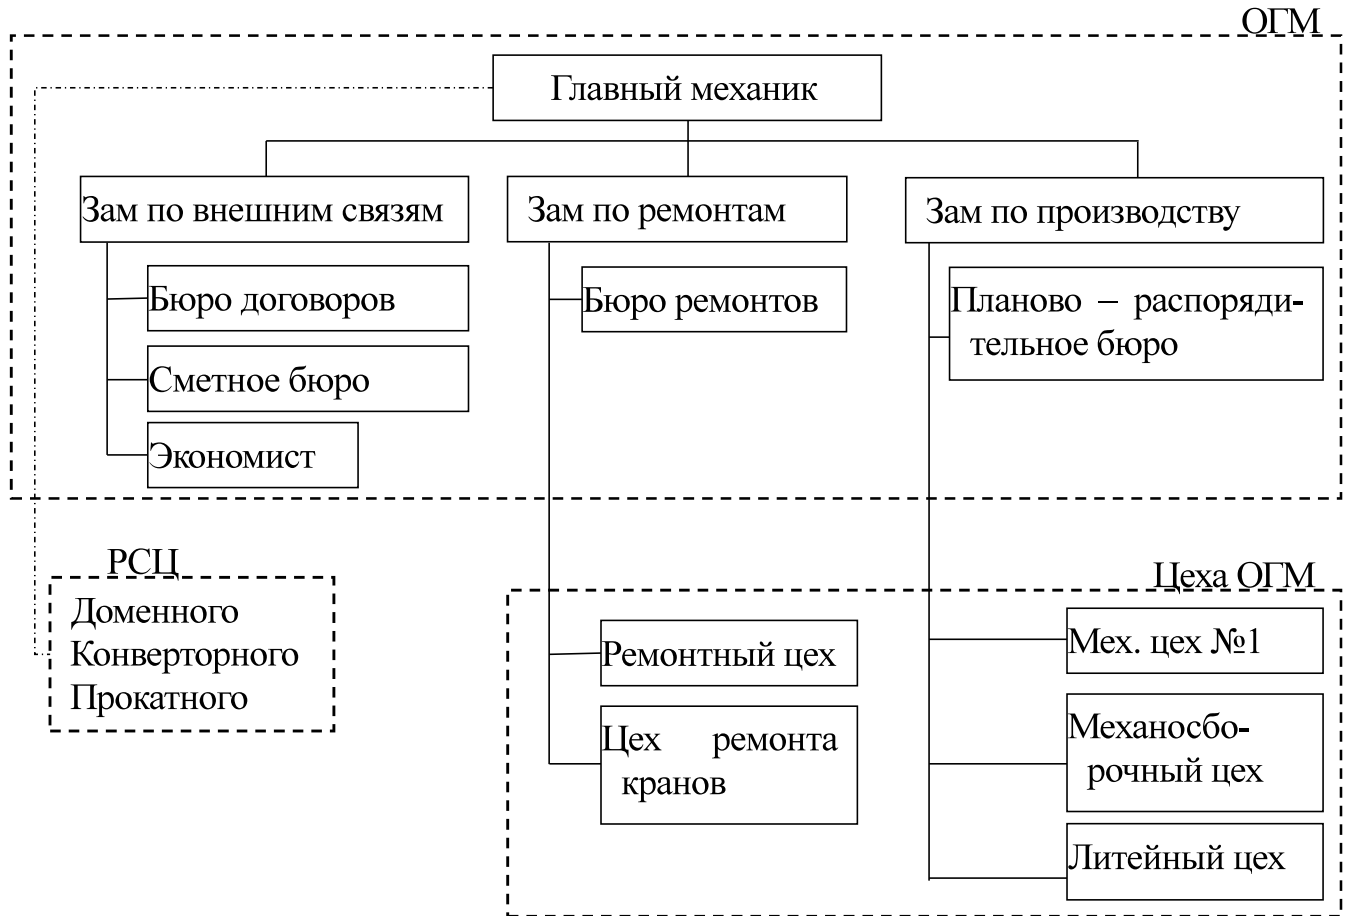 ОГМ
Главный механик
Зам по внешним связям
Зам по ремонтам
Зам по производству
Бюро договоров
Сметное бюро
Экономист
Бюро ремонтов
Планово – распоряди-
тельное бюро
РСЦ
Доменного
Конверторного
Прокатного
Цеха ОГМ
Ремонтный цех
Цех ремонта
кранов
Мех. цех №1
Механосбо-
рочный цех
Литейный цех